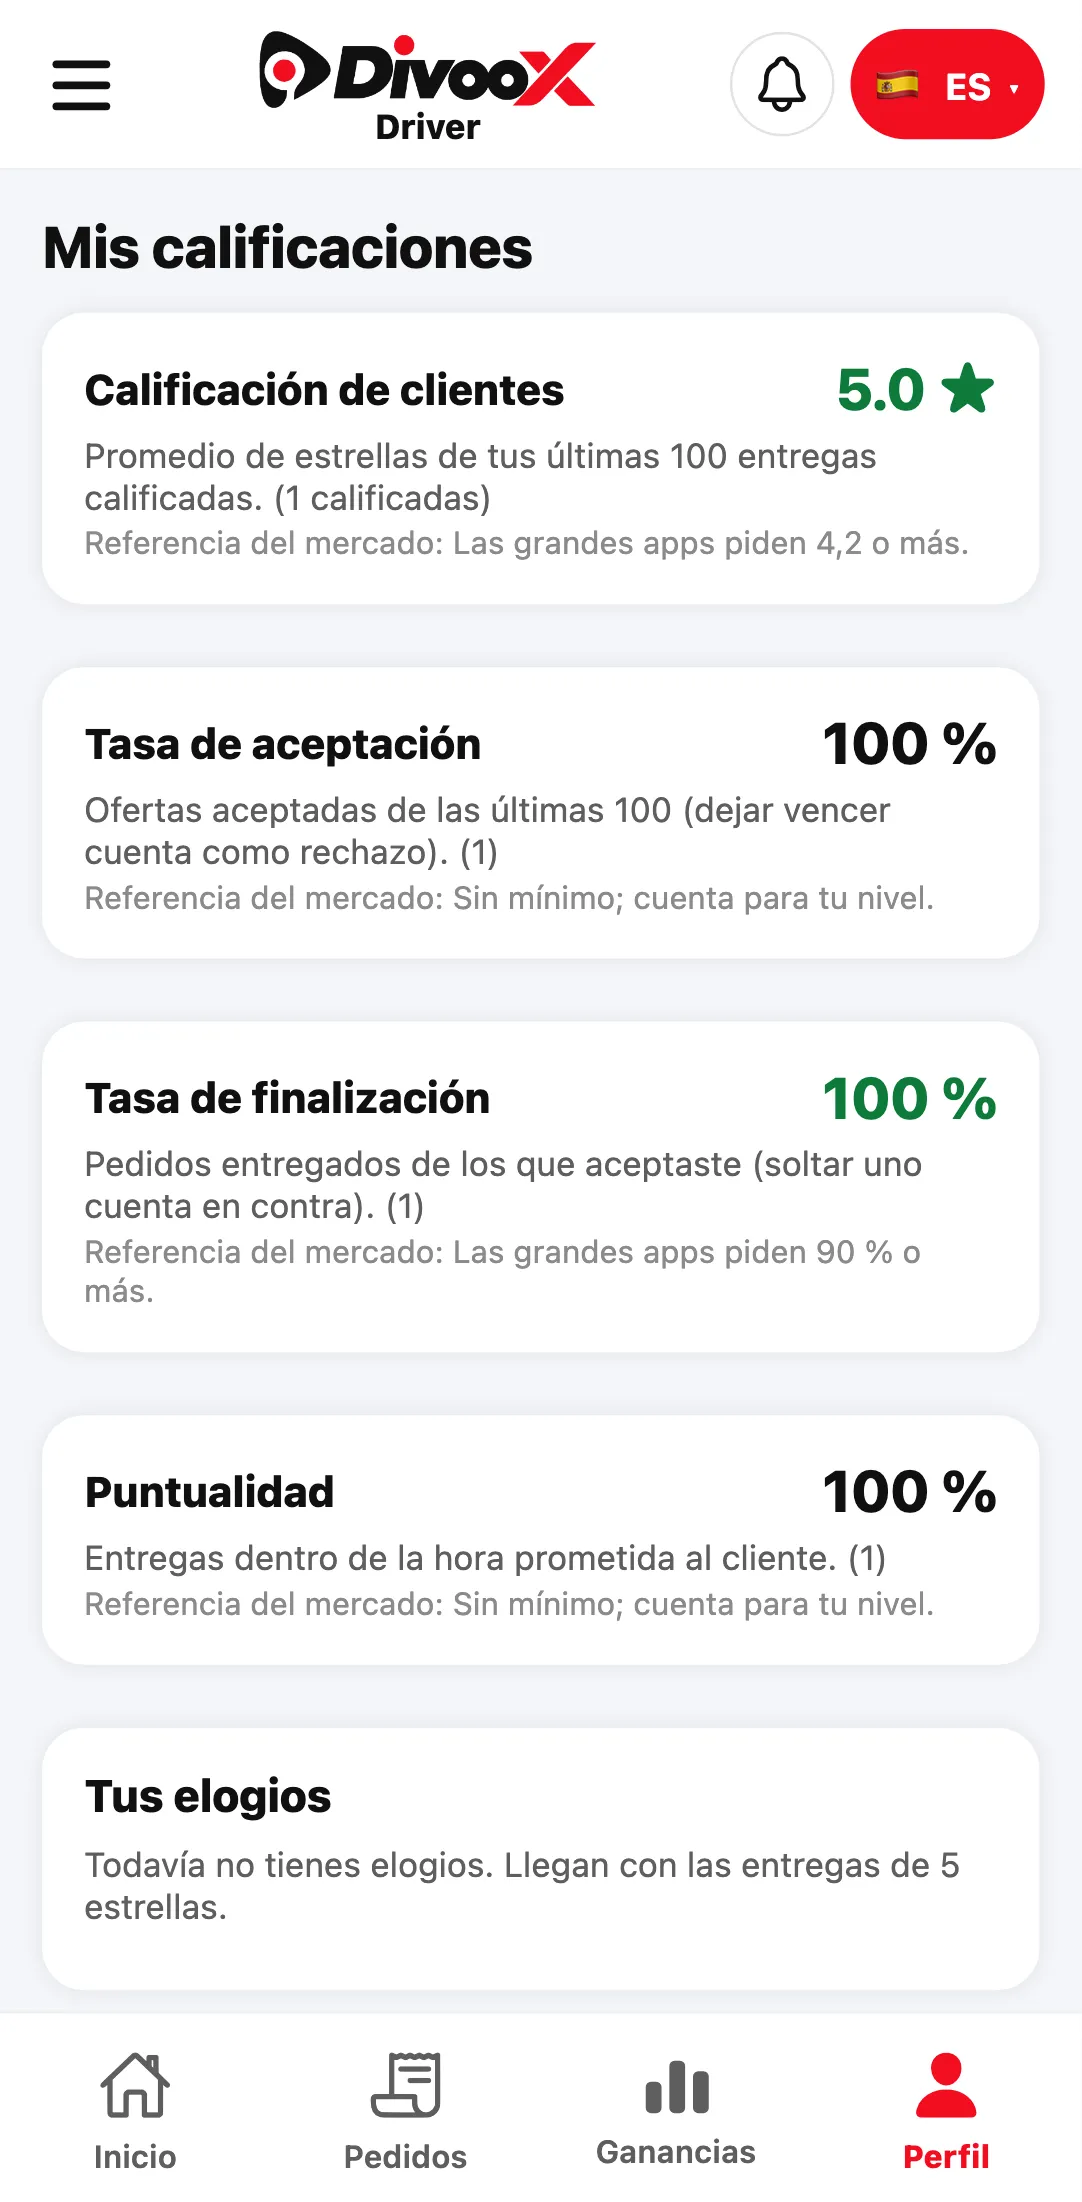 DivooX
Driver
ES
Mis calificaciones
Calificación de clientes
5.0
Promedio de estrellas de tus últimas 100 entregas
calificadas. (1 calificadas)
Referencia del mercado: Las grandes apps piden 4,2 o más.
Tasa de aceptación
100 %
Ofertas aceptadas de las últimas 100 (dejar vencer
cuenta como rechazo). (1)
Referencia del mercado: Sin mínimo; cuenta para tu nivel.
Tasa de finalización
100 %
Pedidos entregados de los que aceptaste (soltar uno
cuenta en contra). (1)
Referencia del mercado: Las grandes apps piden 90 % o
más.
Puntualidad
100 %
Entregas dentro de la hora prometida al cliente. (1)
Referencia del mercado: Sin mínimo; cuenta para tu nivel.
Tus elogios
Todavía no tienes elogios. Llegan con las entregas de 5
estrellas.
Inicio
Pedidos
Ganancias
Perfil